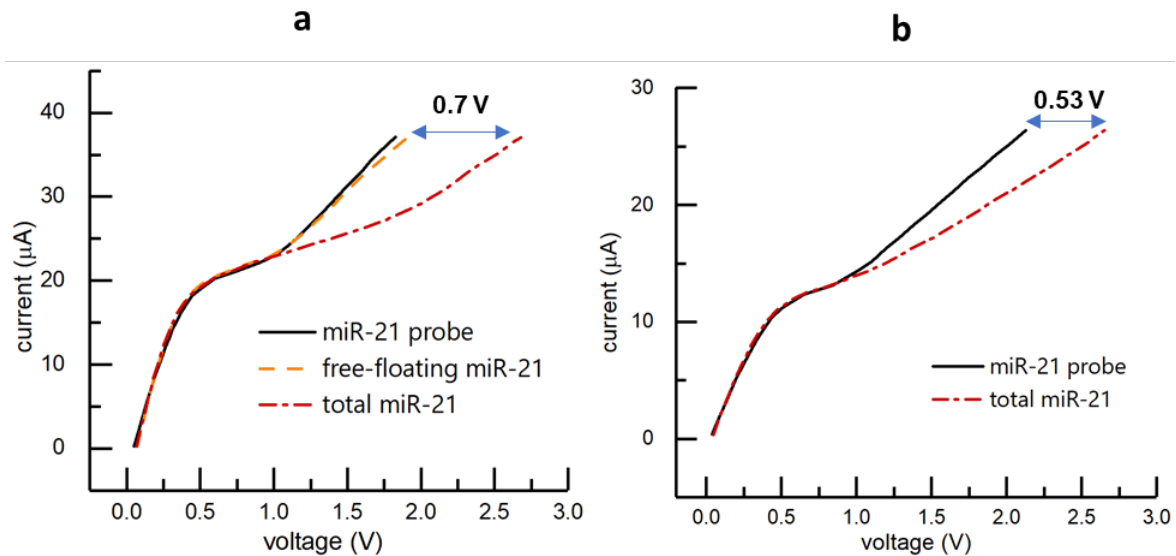 a
b
0.7 V
40
30
20
10
0
current (μA)
miR-21 probe
free-floating miR-21
total miR-21
0.0 0.5 1.0 1.5 2.0 2.5 3.0
voltage (V)
0.53 V
30
20
10
0
current (μA)
miR-21 probe
total miR-21
0.0 0.5 1.0 1.5 2.0 2.5 3.0
voltage (V)